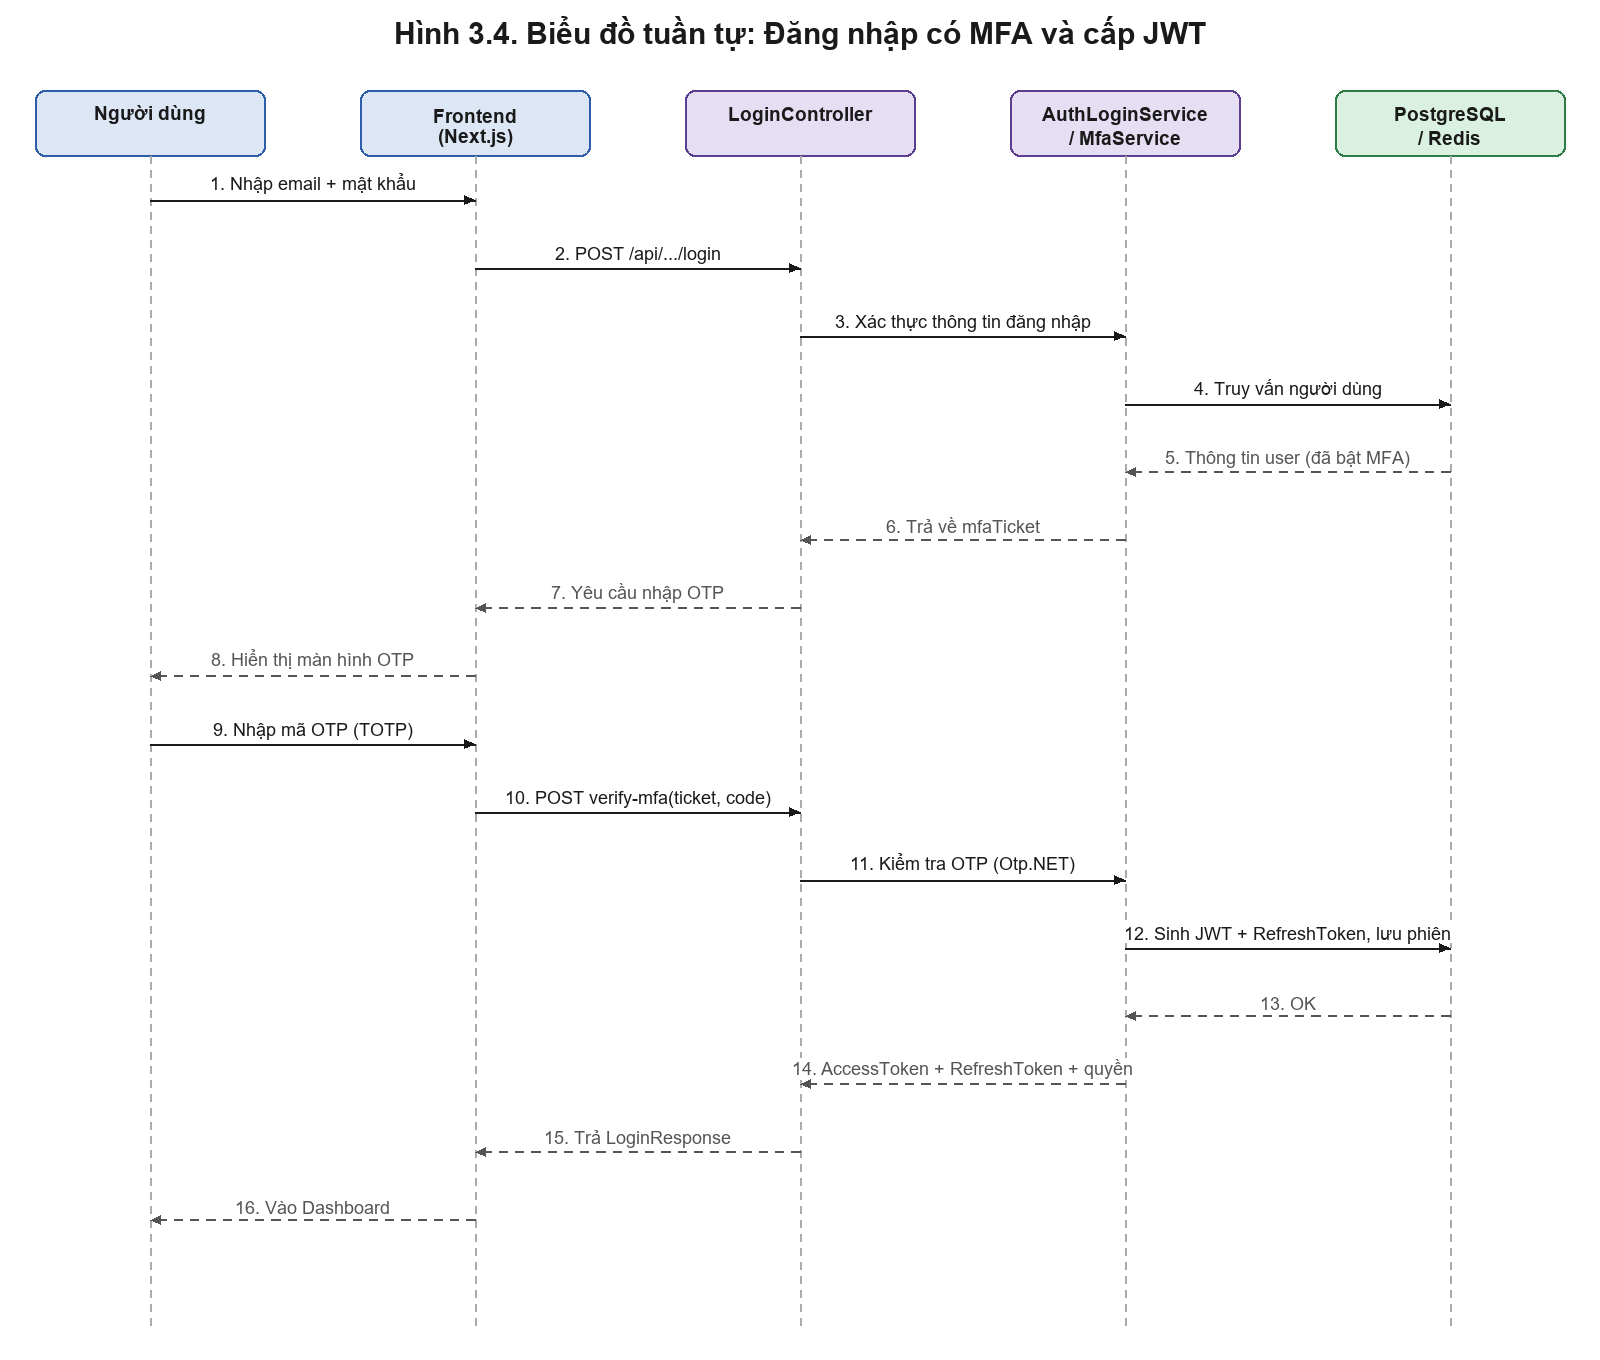 Hình 3.4. Biểu đồ tuần tự: Đăng nhập có MFA và cấp JWT
Người dùng
Frontend
(Next.js)
LoginController
AuthLoginService
/ MfaService
PostgreSQL
/ Redis
1. Nhập email + mật khẩu
2. POST /api/.../login
3. Xác thực thông tin đăng nhập
4. Truy vấn người dùng
5. Thông tin user (đã bật MFA)
6. Trả về mfaTicket
7. Yêu cầu nhập OTP
8. Hiển thị màn hình OTP
9. Nhập mã OTP (TOTP)
10. POST verify-mfa(ticket, code)
11. Kiểm tra OTP (Otp.NET)
12. Sinh JWT + RefreshToken, lưu phiên
13. OK
14. AccessToken + RefreshToken + quyền
15. Trả LoginResponse
16. Vào Dashboard